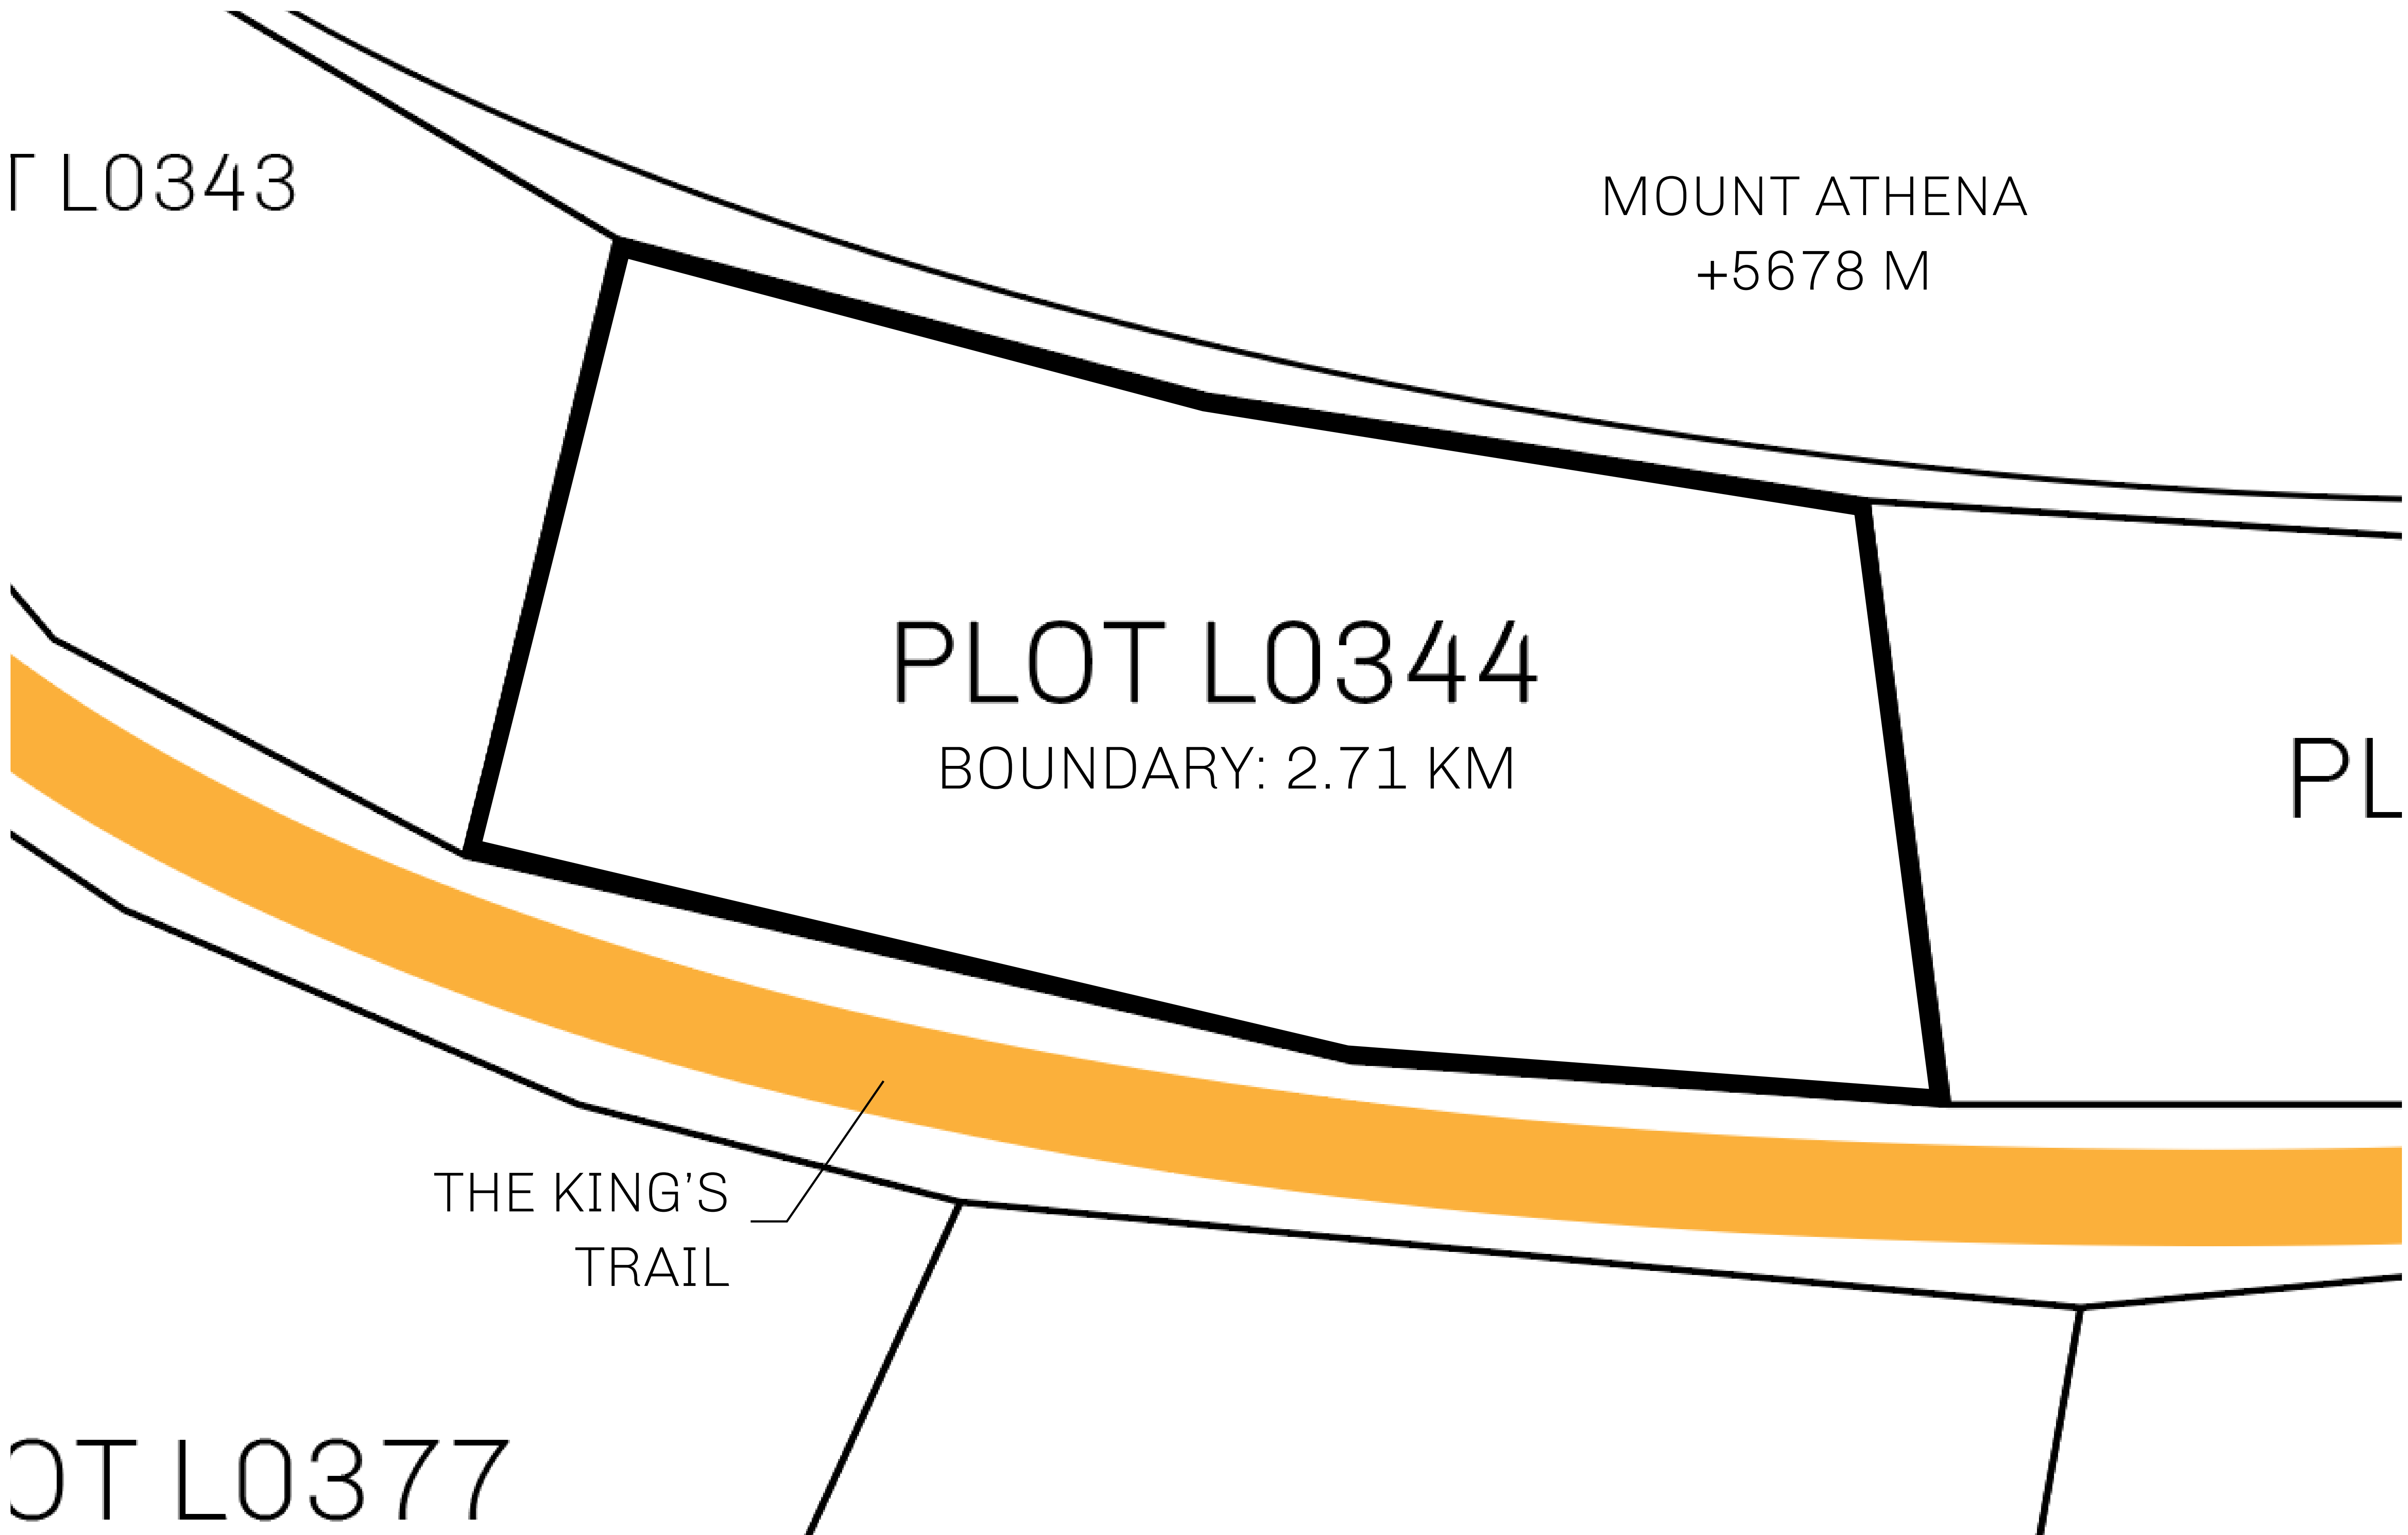 T L0343
MOUNT ATHENA
+5678 M
PLOT L0344
BOUNDARY: 2.71 KM
PL
THE KING’S
TRAIL
OT L0377